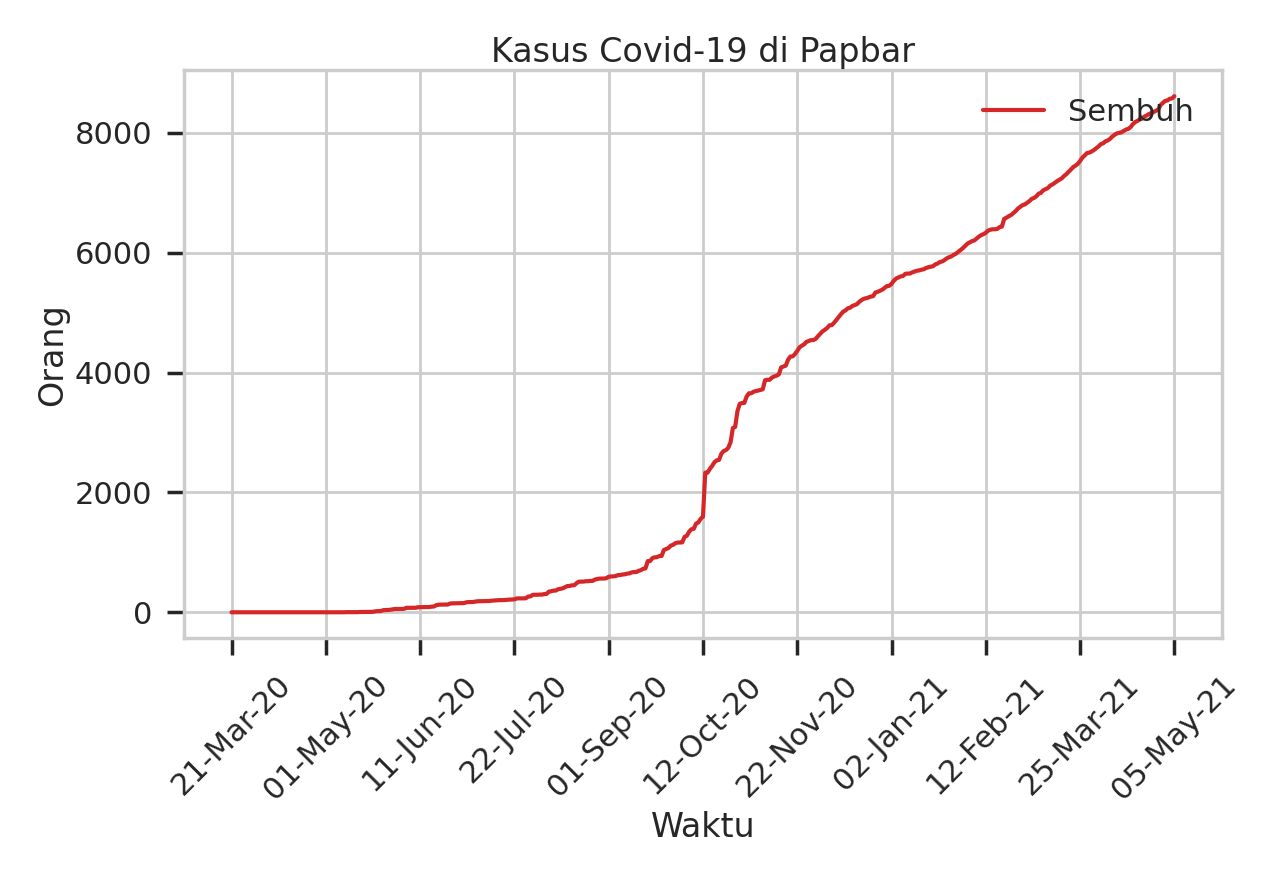 Kasus Covid-19 di Papbar
Sembuh
8000
6000
4000
2000
0
Orang
21-Mar-20
01-May-20
11-Jun-20
22-Jul-20
01-Sep-20
12-Oct-20
22-Nov-20
02-Jan-21
12-Feb-21
25-Mar-21
05-May-21
Waktu